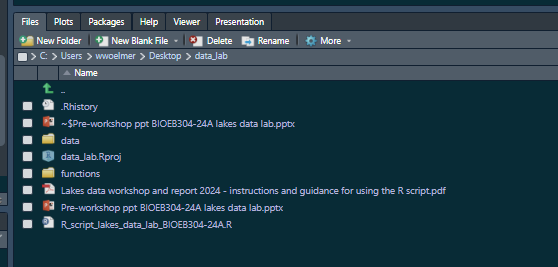 Files Plots Packages Help Viewer Presentation
New Folder New Blank File Delete Rename More
C: > Users > wwoelmer > Desktop > data_lab
Name
..
.Rhistory
~$Pre-workshop ppt BIOEB304-24A lakes data lab.pptx
data
data_lab.Rproj
functions
Lakes data workshop and report 2024 - instructions and guidance for using the R script.pdf
Pre-workshop ppt BIOEB304-24A lakes data lab.pptx
R_script_lakes_data_lab_BIOEB304-24A.R